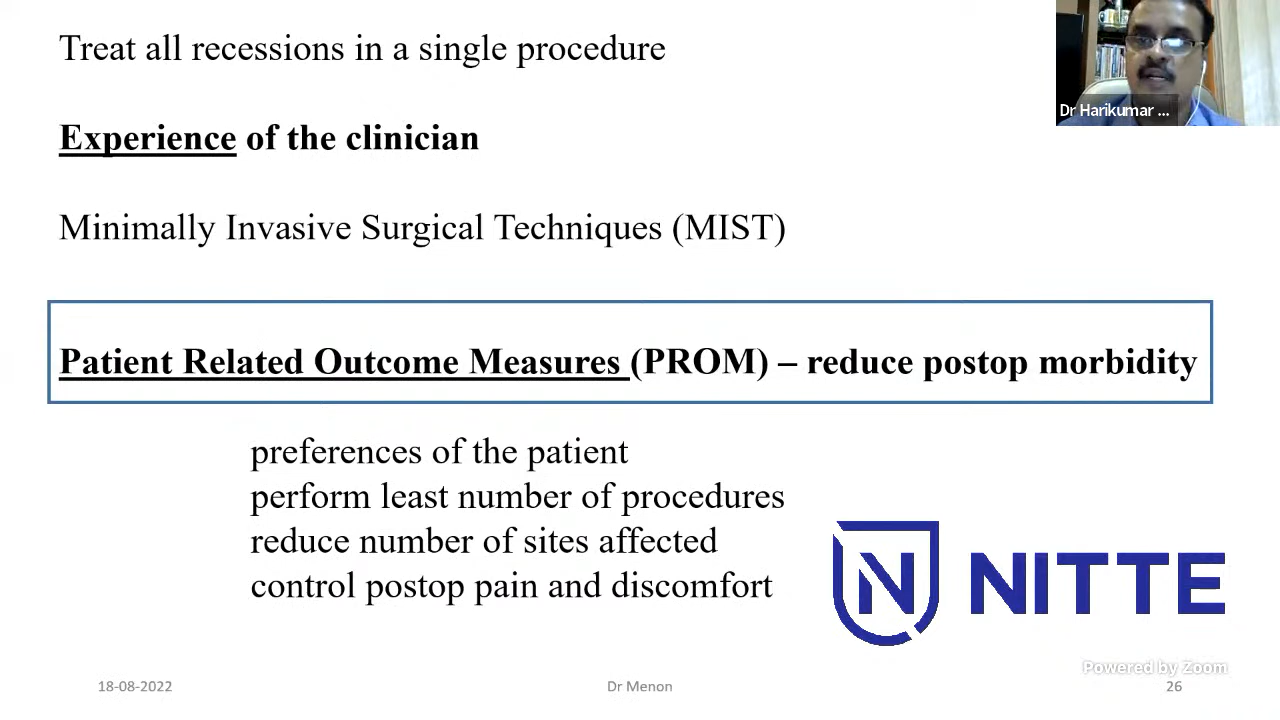 Treat all recessions in a single procedure
Dr Harikumar ...
Experience of the clinician
Minimally Invasive Surgical Techniques (MIST)
Patient Related Outcome Measures (PROM) – reduce postop morbidity
preferences of the patient
perform least number of procedures
reduce number of sites affected
control postop pain and discomfort
N NITTE
Powered by Zoom
18-08-2022
Dr Menon
26